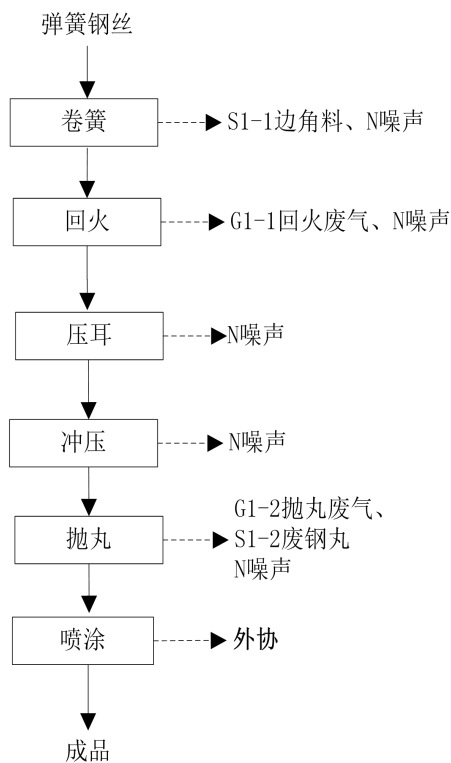 弹簧钢丝
卷簧
S1-1边角料、N噪声
回火
G1-1回火废气、N噪声
压耳
N噪声
冲压
N噪声
抛丸
G1-2抛丸废气、
S1-2废钢丸
N噪声
喷涂
外协
成品